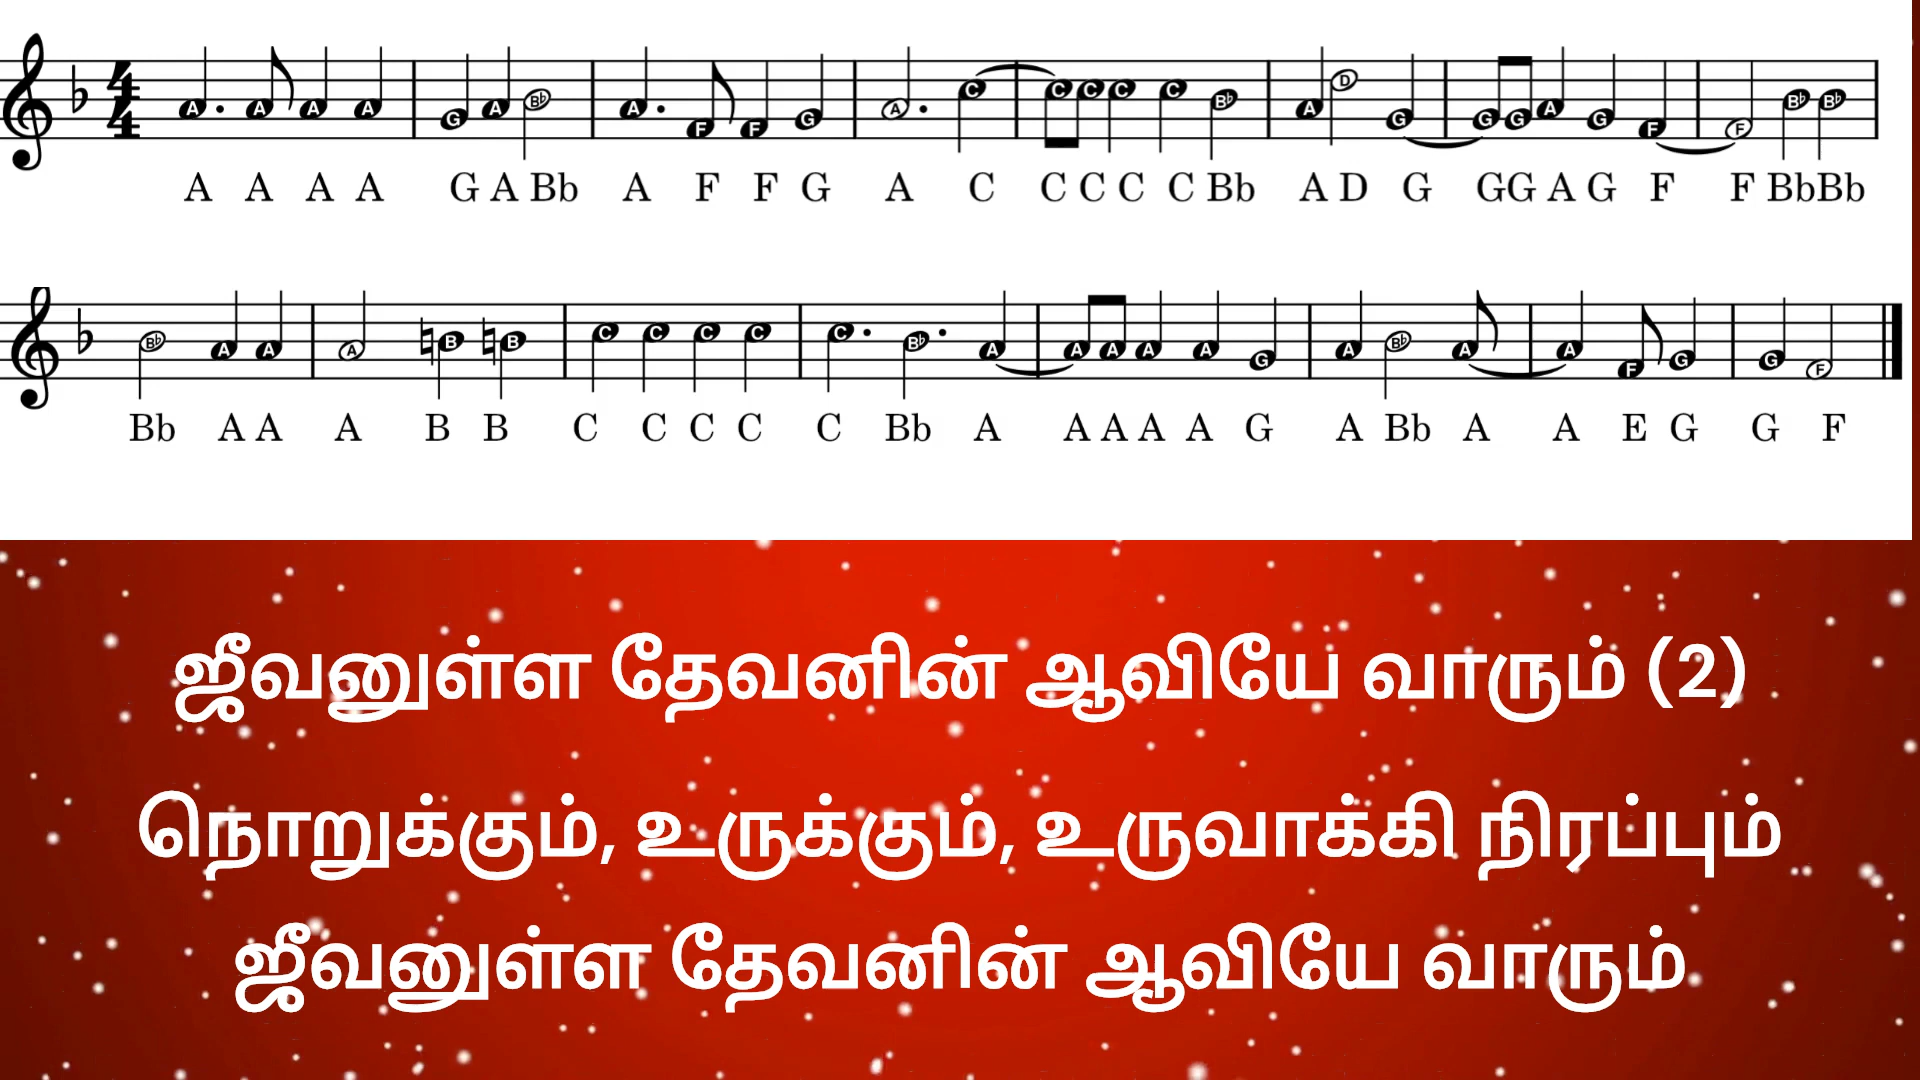 A A A A G A Bb A F F G A C C C C C Bb A D G GG A G F F BbBb
Bb A A A B B C C C C C Bb A A A A A G A Bb A A E G G F
ஜீவனுள்ள தேவனின் ஆவியே வாரும் (2)
நொறுக்கும், உருக்கும், உருவாக்கி நிரப்பும்
ஜீவனுள்ள தேவனின் ஆவியே வாரும்